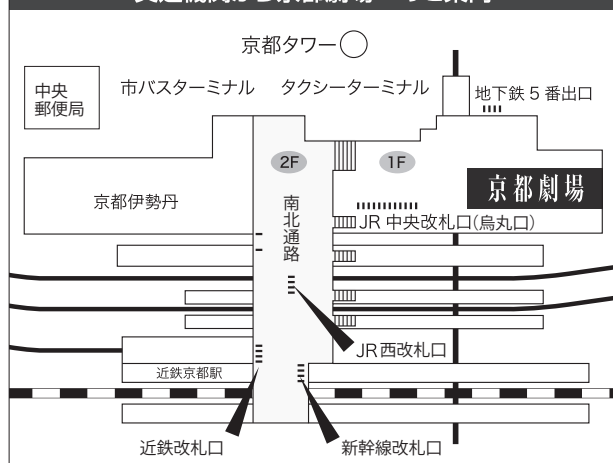 京都タワー
中央
郵便局
市バスターミナル
タクシーターミナル
地下鉄5番出口
2F
1F
京都劇場
京都伊勢丹
南北通路
JR 中央改札口(烏丸口)
JR西改札口
近鉄京都駅
近鉄改札口
新幹線改札口